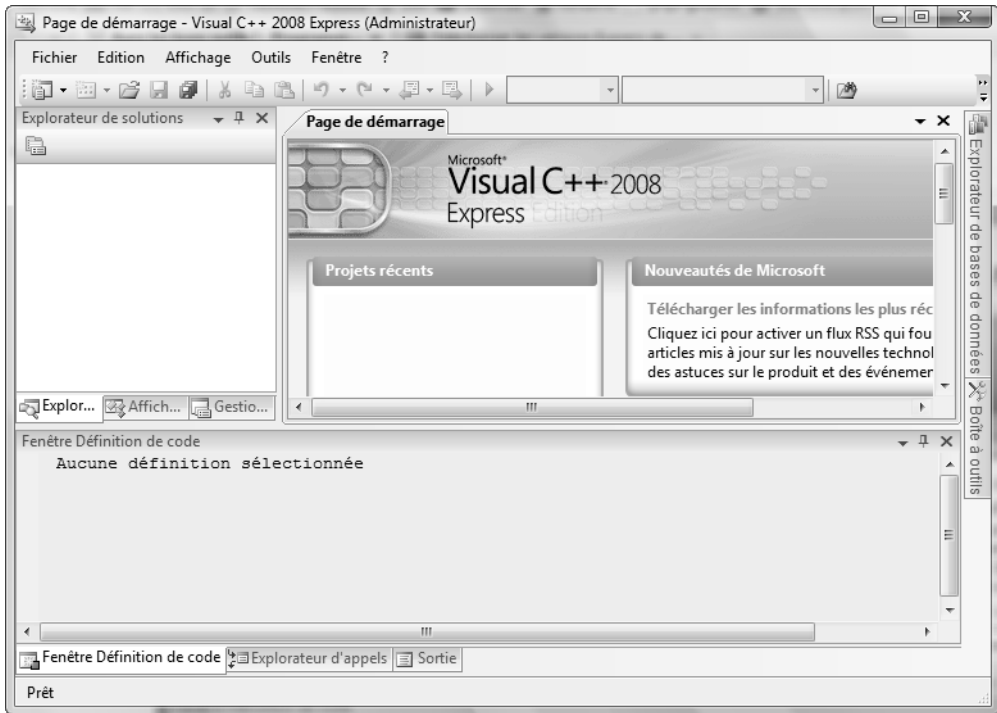 Page de démarrage - Visual C++ 2008 Express (Administrateur)
Fichier Edition Affichage Outils Fenêtre ?
Explorateur de solutions
Page de démarrage
Microsoft®
Visual C++ 2008
Express Edition
Projets récents
Nouveautés de Microsoft
Télécharger les informations les plus réc
Cliquez ici pour activer un flux RSS qui fou
articles mis à jour sur les nouvelles technol
des astuces sur le produit et des événemer
Explor... Affich... Gestio...
Explorateur de bases de données
Boîte à outils
Fenêtre Définition de code
Aucune définition sélectionnée
Fenêtre Définition de code Explorateur d'appels Sortie
Prêt